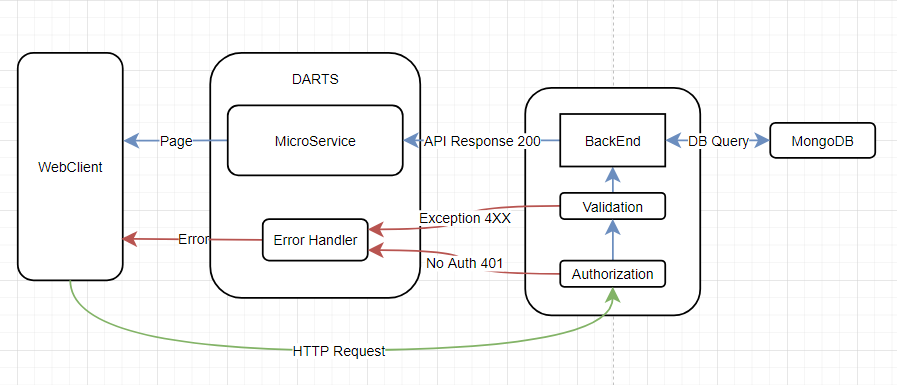 DARTS
WebClient
Page
MicroService
API Response 200
BackEnd
DB Query
MongoDB
Validation
Exception 4XX
Error
Error Handler
No Auth 401
Authorization
HTTP Request